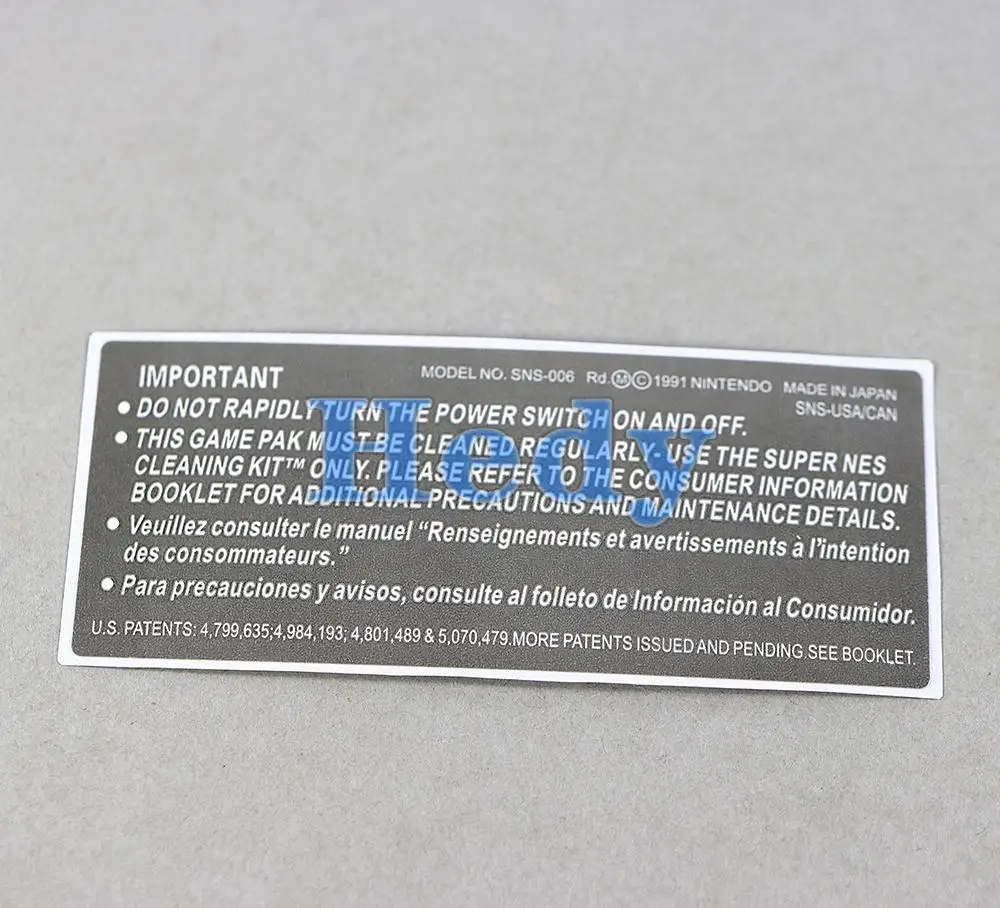 IMPORTANT
MODEL NO. SNS-006 Rd.ⓂⒸ1991 NINTENDO MADE IN JAPAN
SNS-USA/CAN
• DO NOT RAPIDLY TURN THE POWER SWITCH ON AND OFF.
• THIS GAME PAK MUST BE CLEANED REGULARLY- USE THE SUPER NES
CLEANING KIT™ ONLY. PLEASE REFER TO THE CONSUMER INFORMATION
BOOKLET FOR ADDITIONAL PRECAUTIONS AND MAINTENANCE DETAILS.
Hedy
• Veuillez consulter le manuel “Renseignements et avertissements à l’intention
des consommateurs.”
• Para precauciones y avisos, consulte al folleto de Información al Consumidor.
U.S. PATENTS: 4,799,635;4,984,193; 4,801,489 & 5,070,479.MORE PATENTS ISSUED AND PENDING.SEE BOOKLET.